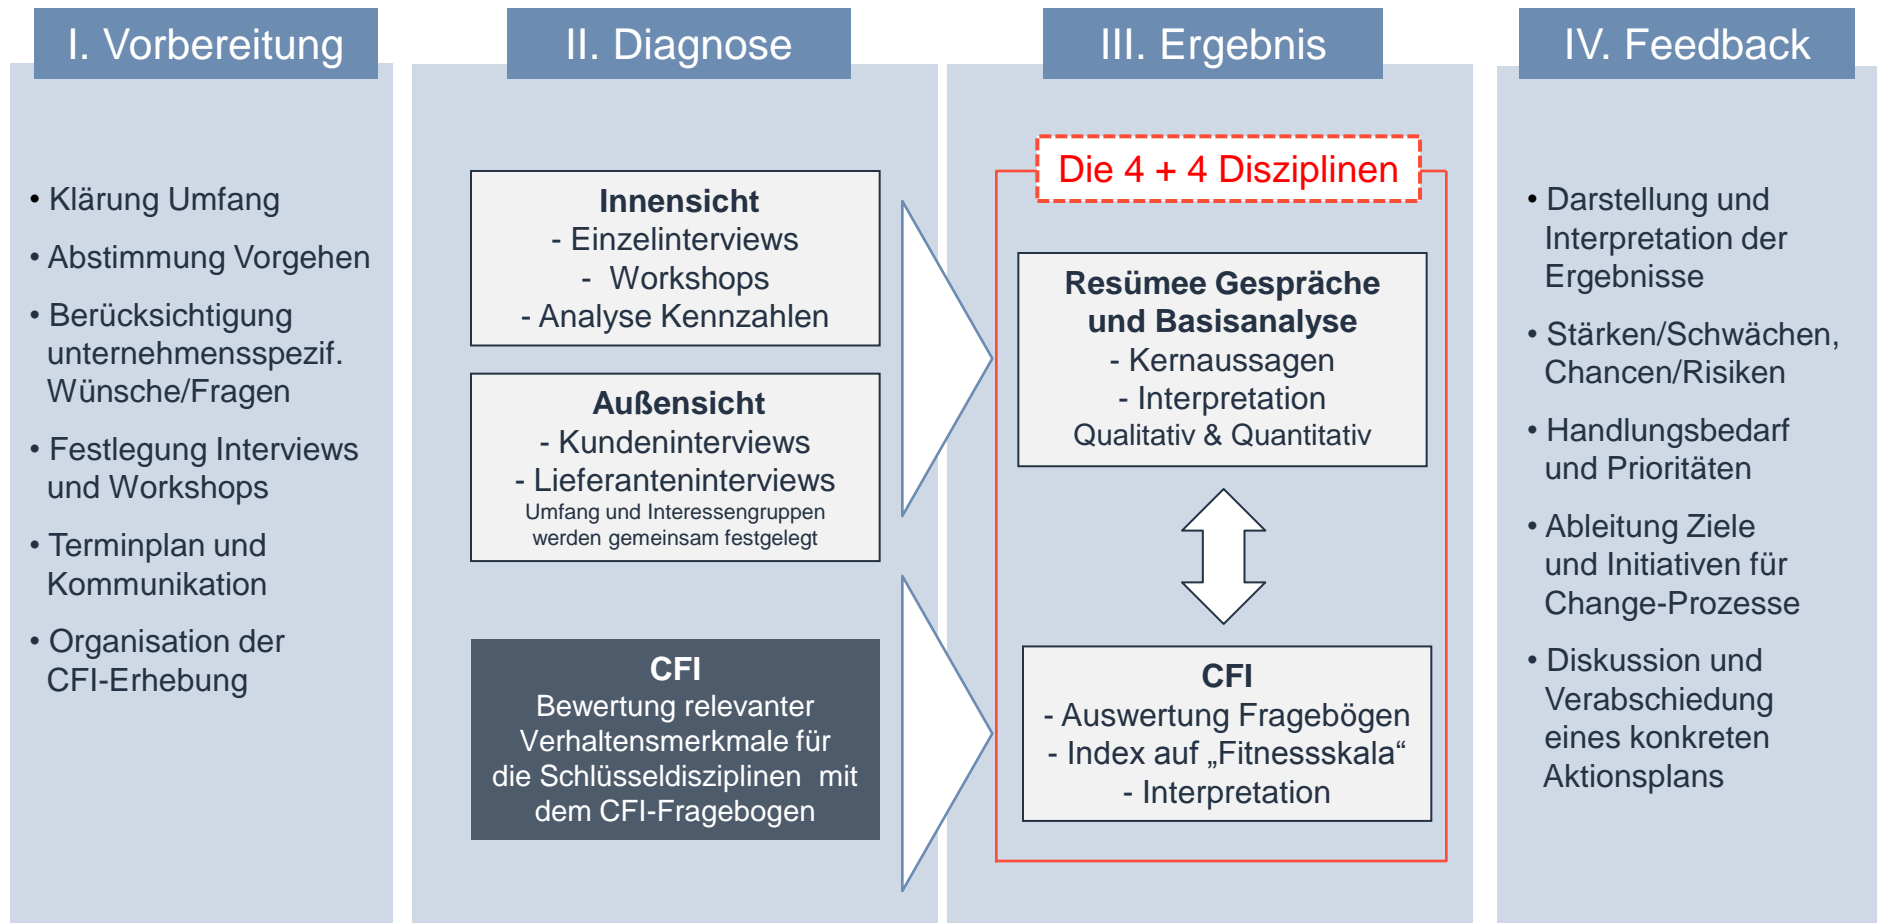 I. Vorbereitung
• Klärung Umfang
• Abstimmung Vorgehen
• Berücksichtigung
unternehmensspezif.
Wünsche/Fragen
• Festlegung Interviews
und Workshops
• Terminplan und
Kommunikation
• Organisation der
CFI-Erhebung
II. Diagnose
Innensicht
- Einzelinterviews
- Workshops
- Analyse Kennzahlen
Außensicht
- Kundeninterviews
- Lieferanteninterviews
Umfang und Interessengruppen
werden gemeinsam festgelegt
CFI
Bewertung relevanter
Verhaltensmerkmale für
die Schlüsseldisziplinen mit
dem CFI-Fragebogen
III. Ergebnis
Die 4 + 4 Disziplinen
Resümee Gespräche
und Basisanalyse
- Kernaussagen
- Interpretation
Qualitativ & Quantitativ
CFI
- Auswertung Fragebögen
- Index auf „Fitnessskala“
- Interpretation
IV. Feedback
• Darstellung und
Interpretation der
Ergebnisse
• Stärken/Schwächen,
Chancen/Risiken
• Handlungsbedarf
und Prioritäten
• Ableitung Ziele
und Initiativen für
Change-Prozesse
• Diskussion und
Verabschiedung
eines konkreten
Aktionsplans